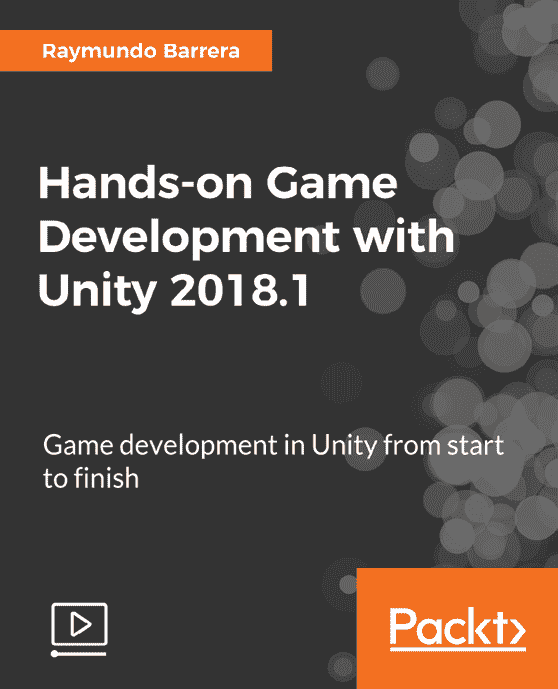 Raymundo Barrera
Hands-on Game
Development with
Unity 2018.1
Game development in Unity from start
to finish
Packt>